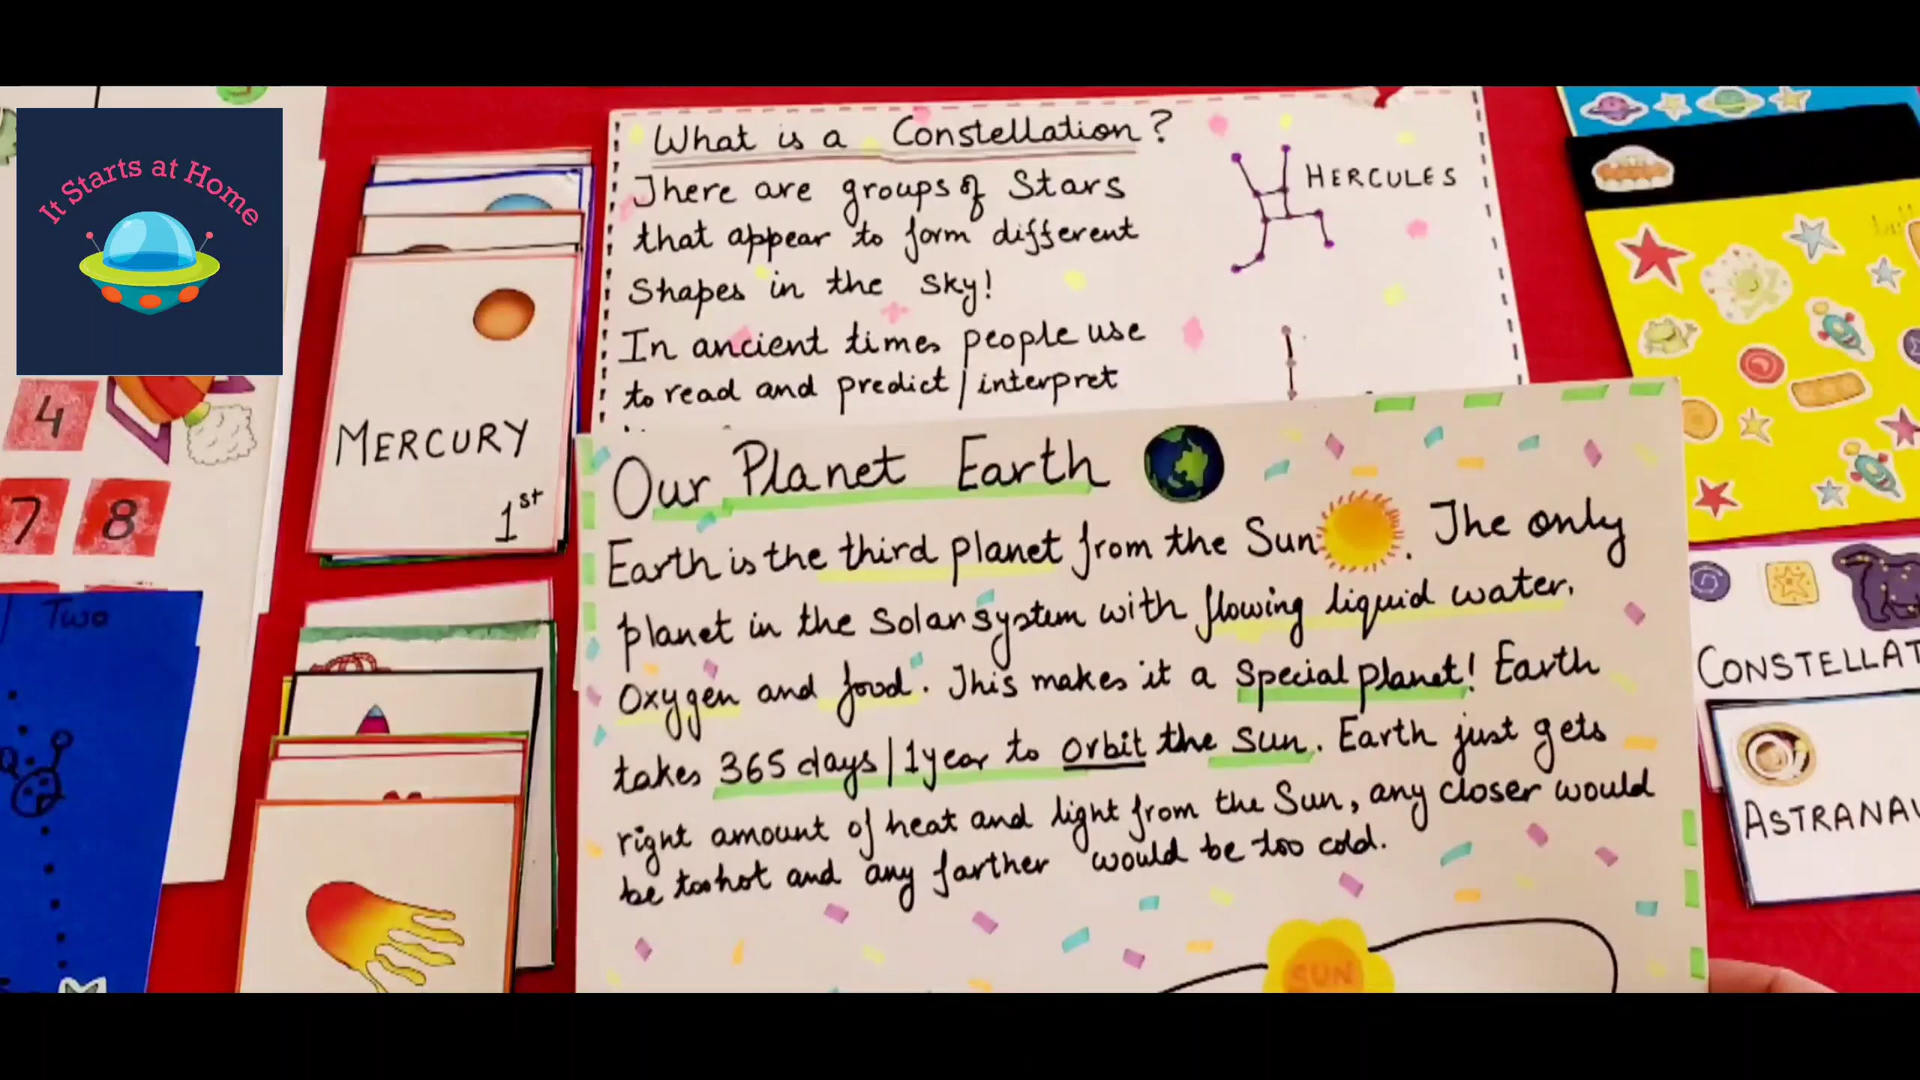 It Starts at Home
4
7 8
Two
MERCURY
1st
What is a Constellation?
There are groups of Stars
that appear to form different
Shapes in the sky!
In ancient times people use
to read and predict / interpret
HERCULES
Our Planet Earth
Earth is the third planet from the Sun. The only
planet in the solar system with flowing liquid water,
oxygen and food. This makes it a special planet! Earth
takes 365 days / 1 year to orbit the sun. Earth just gets
right amount of heat and light from the Sun, any closer would
be too hot and any farther would be too cold.
SUN
CONSTELLAT
ASTRANAU